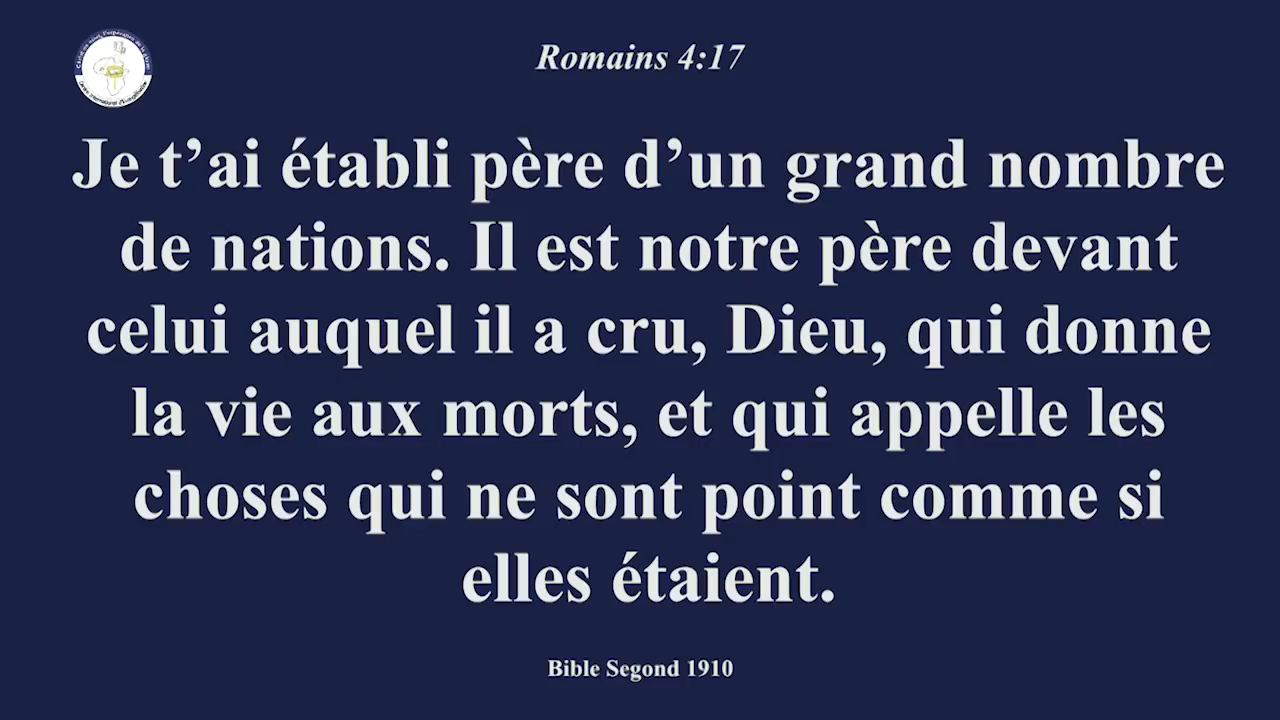 Romains 4:17
Je t’ai établi père d’un grand nombre
de nations. Il est notre père devant
celui auquel il a cru, Dieu, qui donne
la vie aux morts, et qui appelle les
choses qui ne sont point comme si
elles étaient.
Bible Segond 1910